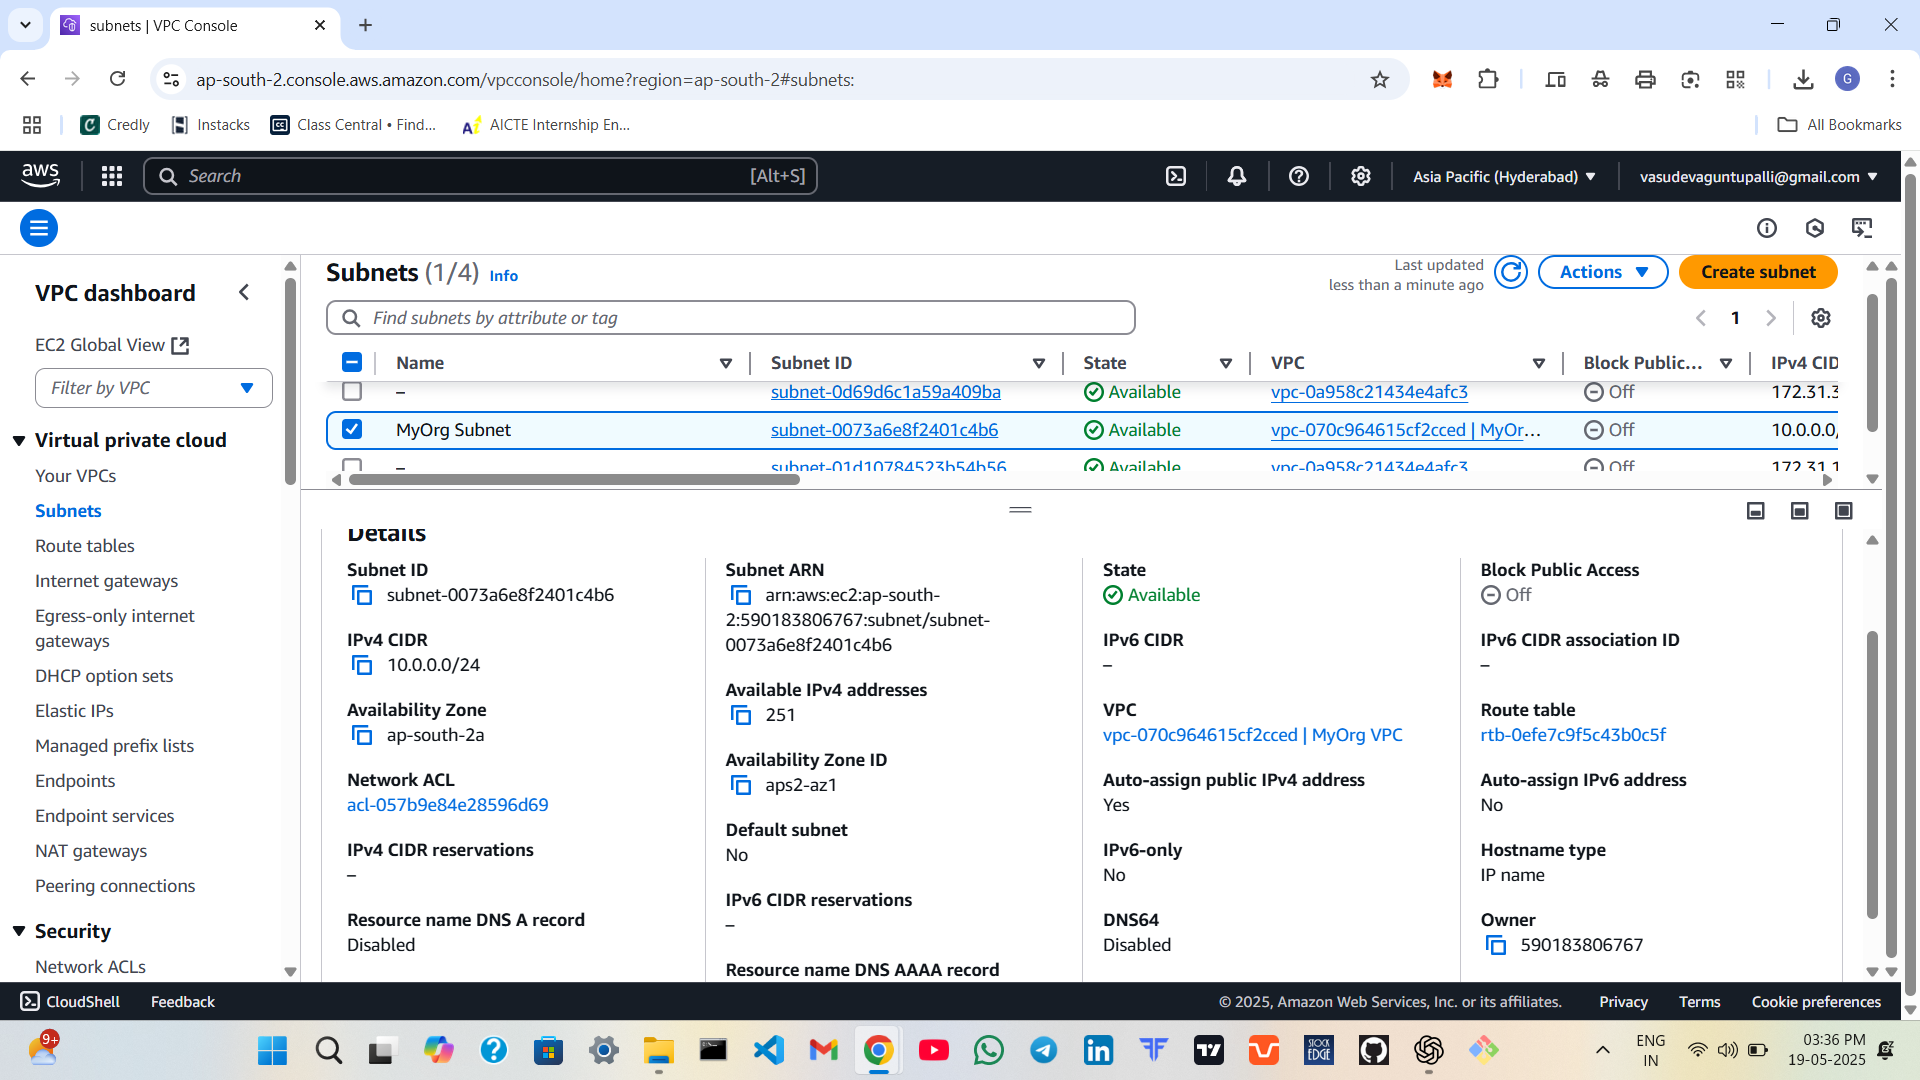 subnets | VPC Console
ap-south-2.console.aws.amazon.com/vpcconsole/home?region=ap-south-2#subnets:
G
Credly
Instacks
Class Central • Find...
AICTE Internship En...
All Bookmarks
aws
Search
[Alt+S]
Asia Pacific (Hyderabad)
vasudevaguntupalli@gmail.com
VPC dashboard
EC2 Global View
Filter by VPC
Virtual private cloud
Your VPCs
Subnets
Route tables
Internet gateways
Egress-only internet
gateways
DHCP option sets
Elastic IPs
Managed prefix lists
Endpoints
Endpoint services
NAT gateways
Peering connections
Security
Network ACLs
Subnets (1/4) Info
Last updated
less than a minute ago
Actions
Create subnet
Find subnets by attribute or tag
1
Name Subnet ID State VPC Block Public... IPv4 CID
– subnet-0d69d6c1a59a409ba Available vpc-0a958c21434e4afc3 Off 172.31.3
MyOrg Subnet subnet-0073a6e8f2401c4b6 Available vpc-070c964615cf2cced | MyOr... Off 10.0.0.0/
– subnet-01d10784523b54b56 Available vpc-0a958c21434e4afc3 Off 172.31.1
Details
Subnet ID
subnet-0073a6e8f2401c4b6
IPv4 CIDR
10.0.0.0/24
Availability Zone
ap-south-2a
Network ACL
acl-057b9e84e28596d69
IPv4 CIDR reservations
–
Resource name DNS A record
Disabled
Subnet ARN
arn:aws:ec2:ap-south-
2:590183806767:subnet/subnet-
0073a6e8f2401c4b6
Available IPv4 addresses
251
Availability Zone ID
aps2-az1
Default subnet
No
IPv6 CIDR reservations
–
Resource name DNS AAAA record
State
Available
IPv6 CIDR
–
VPC
vpc-070c964615cf2cced | MyOrg VPC
Auto-assign public IPv4 address
Yes
IPv6-only
No
DNS64
Disabled
Block Public Access
Off
IPv6 CIDR association ID
–
Route table
rtb-0efe7c9f5c43b0c5f
Auto-assign IPv6 address
No
Hostname type
IP name
Owner
590183806767
CloudShell
Feedback
© 2025, Amazon Web Services, Inc. or its affiliates.
Privacy
Terms
Cookie preferences
9+
STOCK
EDGE
ENG
IN
03:36 PM
19-05-2025